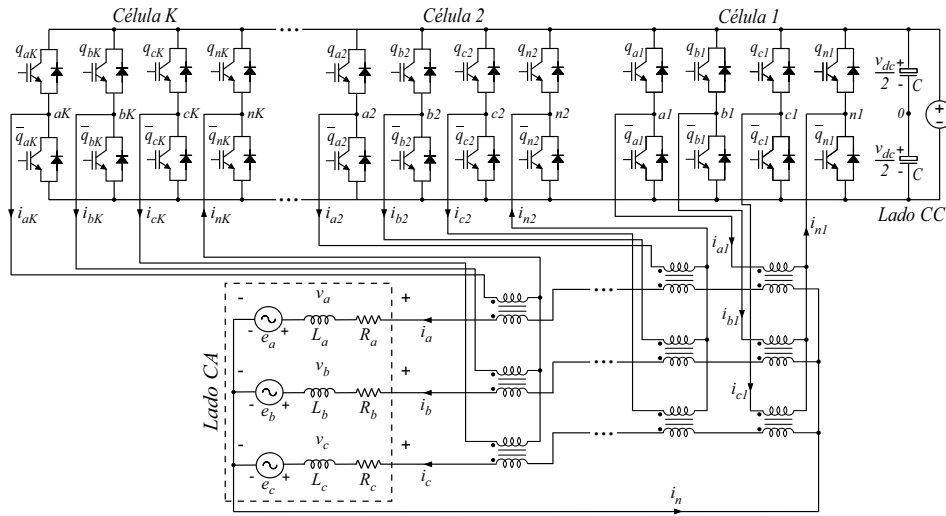 Célula K
Célula 2
Célula 1
q_aK q_bK q_cK q_nK
q_a2 q_b2 q_c2 q_n2
q_a1 q_b1 q_c1 q_n1
v_dc/2 + - C
aK bK cK nK
a2 b2 c2 n2
a1 b1 c1 n1
0
+ -
q̅_aK q̅_bK q̅_cK q̅_nK
q̅_a2 q̅_b2 q̅_c2 q̅_n2
q̅_a1 q̅_b1 q̅_c1 q̅_n1
v_dc/2 + - C
Lado CC
i_aK i_bK i_cK i_nK
i_a2 i_b2 i_c2 i_n2
i_a1 i_n1
i_b1
i_c1
Lado CA
- v_a +
- e_a + L_a R_a i_a
- v_b +
- e_b + L_b R_b i_b
- v_c +
- e_c + L_c R_c i_c
i_n